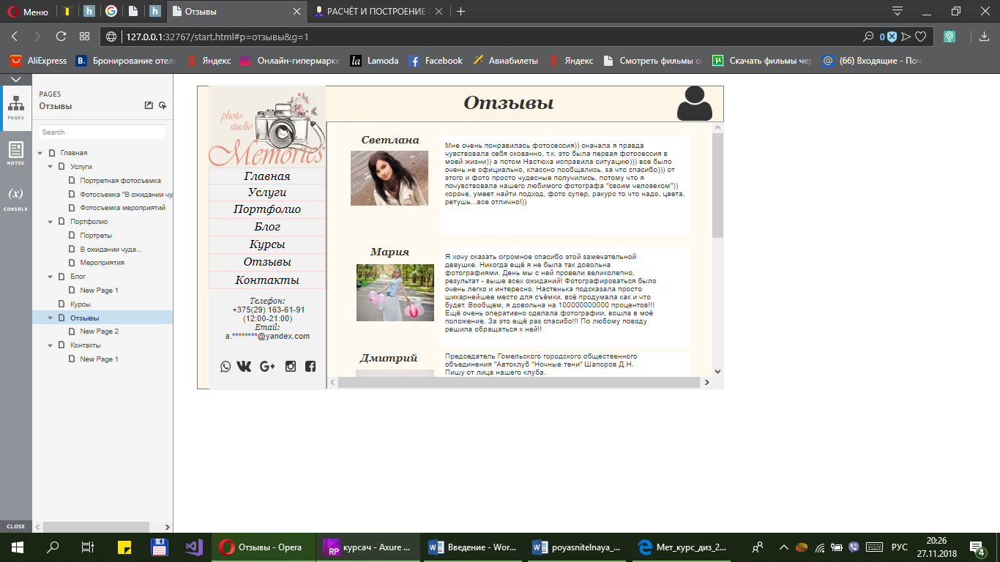 Меню
Отзывы
РАСЧЁТ И ПОСТРОЕНИЕ
127.0.0.1:32767/start.html#p=отзывы&g=1
0
AliExpress
Бронирование отеле
Яндекс
Онлайн-гипермарке
Lamoda
Facebook
Авиабилеты
Яндекс
Смотреть фильмы о
Скачать фильмы чер
(66) Входящие - Поч
PAGES
NOTES
(x)
CONSOLE
CLOSE
PAGES
Отзывы
Search
Главная
Услуги
Портретная фотосъемка
Фотосъемка "В ожидании чу
Фотосъемка мероприятий
Портфолио
Портреты
В ожидании чуда...
Мероприятия
Блог
New Page 1
Курсы
Отзывы
New Page 2
Контакты
New Page 1
photo
studio
Memories
Главная
Услуги
Портфолио
Блог
Курсы
Отзывы
Контакты
Телефон:
+375(29) 163-61-91
(12:00-21:00)
Email:
a.********@yandex.com
Отзывы
Светлана
Мне очень понравилась фотосессия)) сначала я правда
чувствовала себя скованно, т.к. это была первая фотосессия в
моей жизни)) а потом Настюха исправила ситуацию))) все было
очень не официально, классно пообщались, за что спасибо))) от
этого и фото просто чудесные получились, потому что я
почувствовала нашего любимого фотографа "своим человеком"))
короче, умеет найти подход, фото супер, ракурс то что надо, цвета,
ретушь...все отлично!))
Мария
Я хочу сказать огромное спасибо этой замечательной
девушке. Никогда ещё я не была так довольна
фотографиями. День мы с ней провели великолепно,
результат - выше всех ожиданий! Фотографироваться было
очень легко и интересно. Настенька подсказала просто
шикарнейшее место для съёмки, всё продумала как и что
будет. Вообщем, я довольна на 100000000000 процентов!!!
Ещё очень оперативно сделала фотографии, вошла в моё
положение. За это ещё раз спасибо!!! По любому поводу
решила обращаться к ней!!
Дмитрий
Председатель Гомельского городского общественного
объединения "Автоклуб "Ночные тени" Шапоров Д.Н.
Пишу от лица нашего клуба.
Отзывы - Opera
RP
курсач - Axure ...
Введение - Wor...
poyasnitelnaya_...
Мет_курс_диз_2...
РУС
20:26
27.11.2018
4